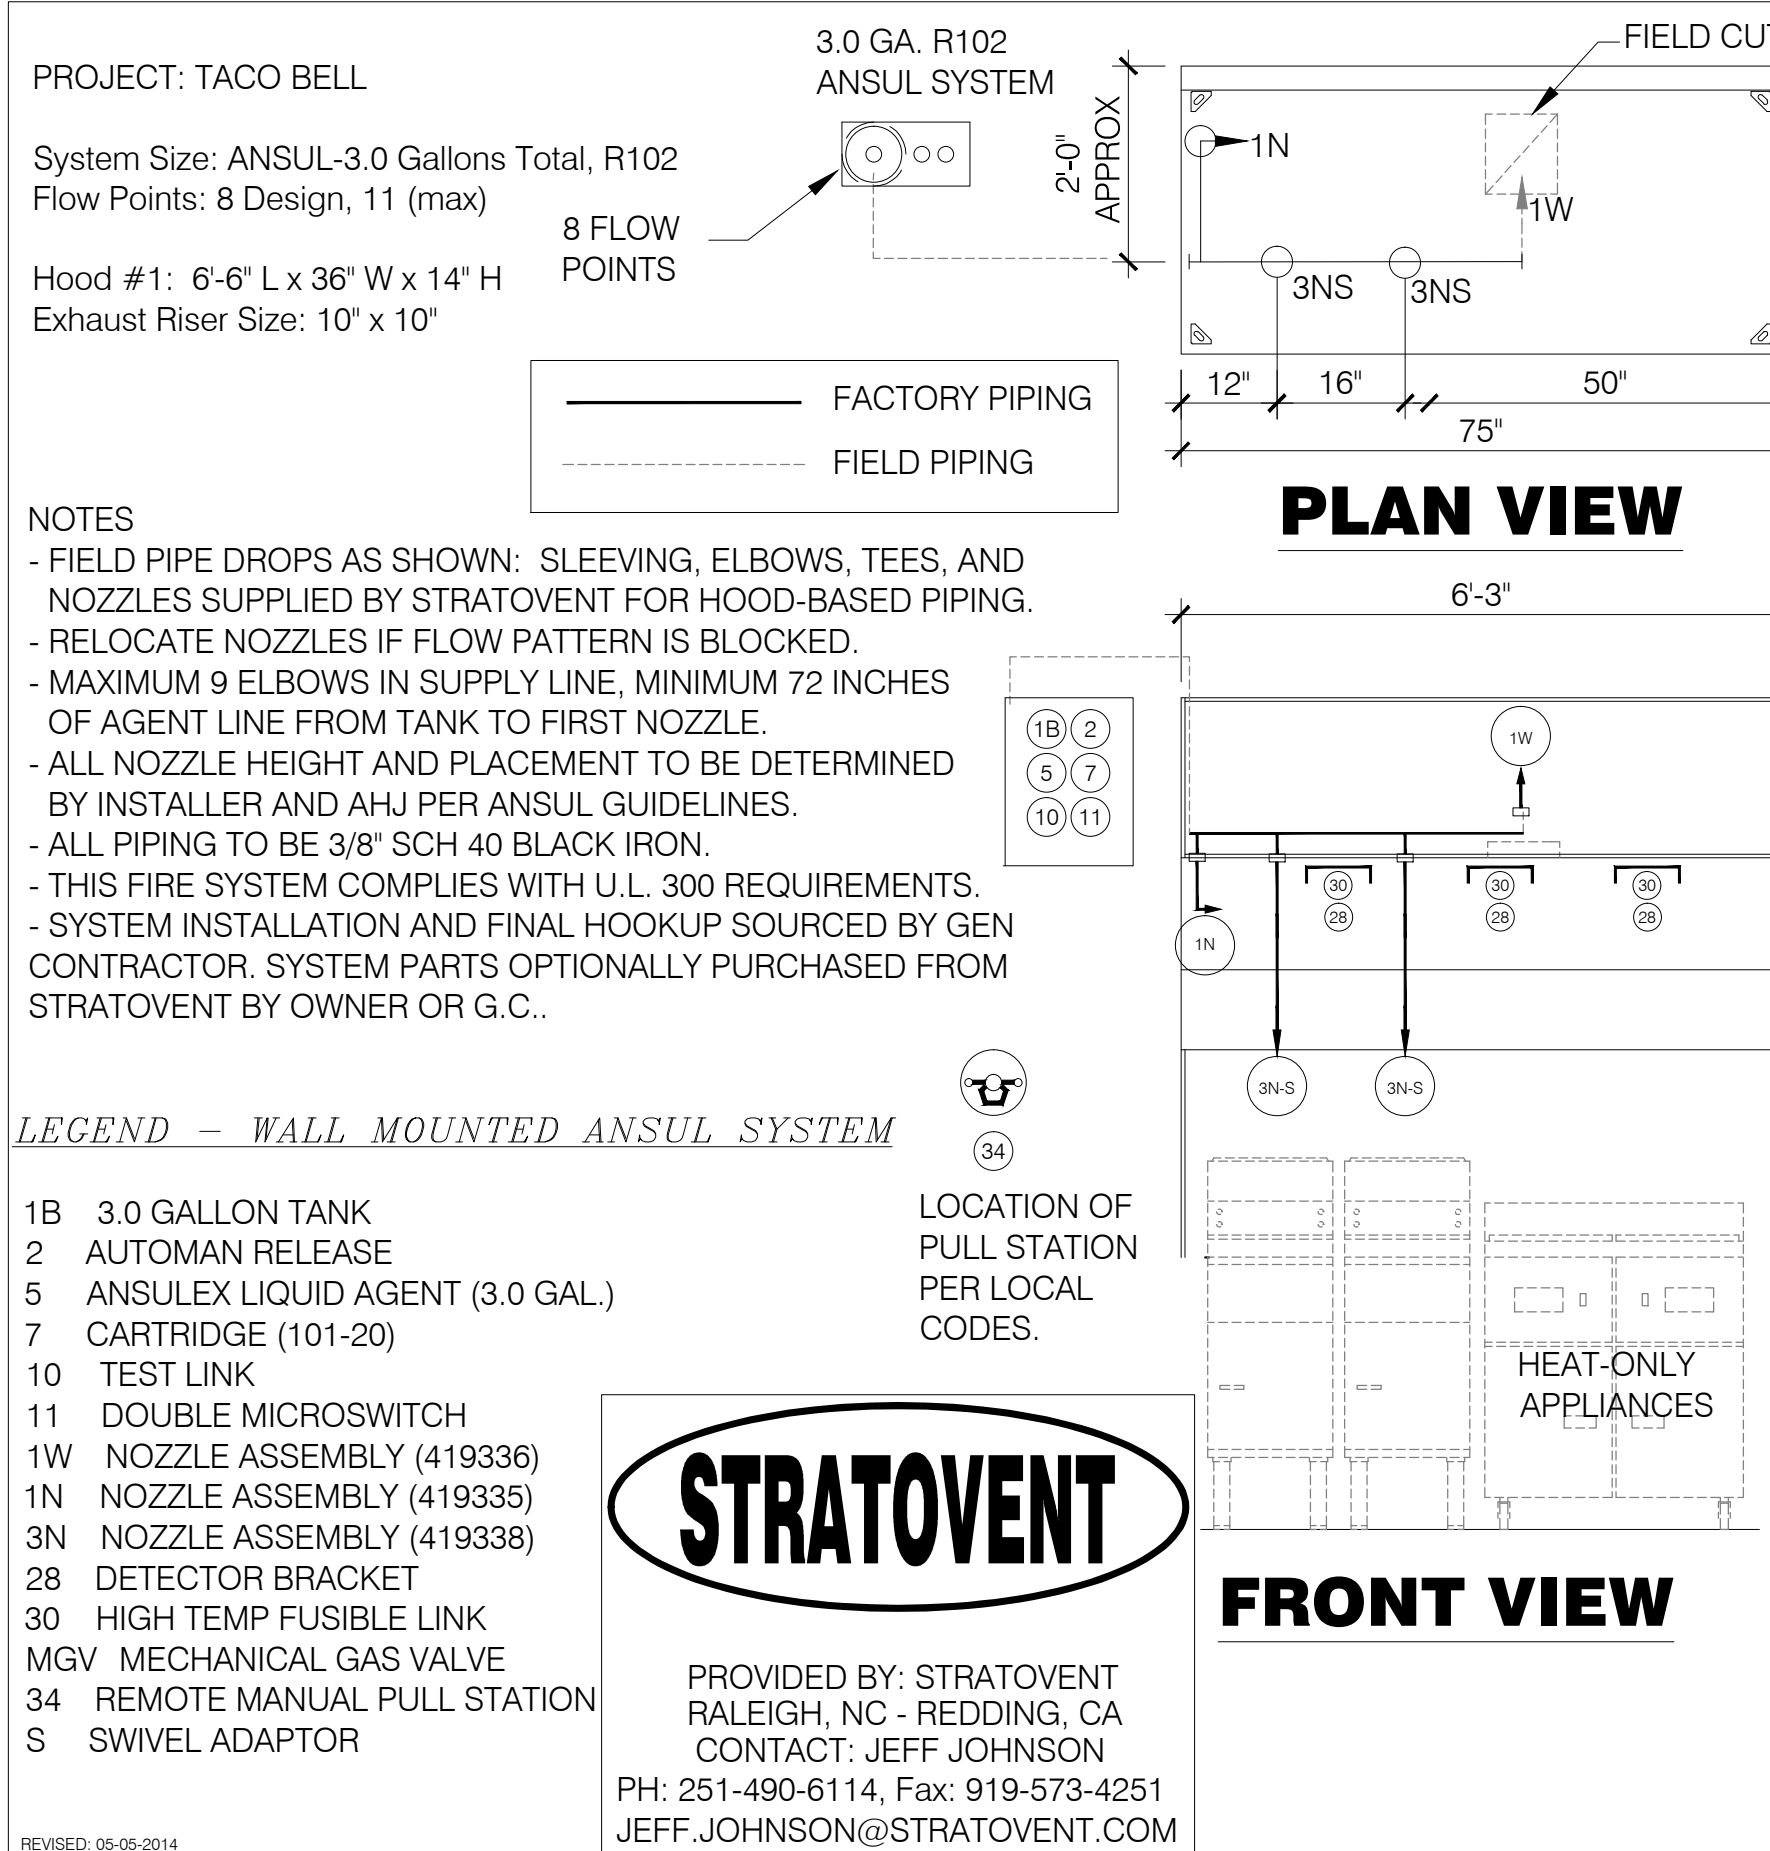 PROJECT: TACO BELL
System Size: ANSUL-3.0 Gallons Total, R102
Flow Points: 8 Design, 11 (max)
Hood #1: 6'-6" L x 36" W x 14" H
Exhaust Riser Size: 10" x 10"
3.0 GA. R102
ANSUL SYSTEM
8 FLOW
POINTS
2'-0"
APPROX
FIELD CUT
1N
1W
3NS
3NS
12"
16"
50"
75"
PLAN VIEW
FACTORY PIPING
FIELD PIPING
NOTES
- FIELD PIPE DROPS AS SHOWN: SLEEVING, ELBOWS, TEES, AND
NOZZLES SUPPLIED BY STRATOVENT FOR HOOD-BASED PIPING.
- RELOCATE NOZZLES IF FLOW PATTERN IS BLOCKED.
- MAXIMUM 9 ELBOWS IN SUPPLY LINE, MINIMUM 72 INCHES
OF AGENT LINE FROM TANK TO FIRST NOZZLE.
- ALL NOZZLE HEIGHT AND PLACEMENT TO BE DETERMINED
BY INSTALLER AND AHJ PER ANSUL GUIDELINES.
- ALL PIPING TO BE 3/8" SCH 40 BLACK IRON.
- THIS FIRE SYSTEM COMPLIES WITH U.L. 300 REQUIREMENTS.
- SYSTEM INSTALLATION AND FINAL HOOKUP SOURCED BY GEN
CONTRACTOR. SYSTEM PARTS OPTIONALLY PURCHASED FROM
STRATOVENT BY OWNER OR G.C..
6'-3"
1B 2
5 7
10 11
1W
30 30 30
28 28 28
1N
3N-S 3N-S
34
LOCATION OF
PULL STATION
PER LOCAL
CODES.
HEAT-ONLY
APPLIANCES
FRONT VIEW
LEGEND - WALL MOUNTED ANSUL SYSTEM
1B 3.0 GALLON TANK
2 AUTOMAN RELEASE
5 ANSULEX LIQUID AGENT (3.0 GAL.)
7 CARTRIDGE (101-20)
10 TEST LINK
11 DOUBLE MICROSWITCH
1W NOZZLE ASSEMBLY (419336)
1N NOZZLE ASSEMBLY (419335)
3N NOZZLE ASSEMBLY (419338)
28 DETECTOR BRACKET
30 HIGH TEMP FUSIBLE LINK
MGV MECHANICAL GAS VALVE
34 REMOTE MANUAL PULL STATION
S SWIVEL ADAPTOR
STRATOVENT
PROVIDED BY: STRATOVENT
RALEIGH, NC - REDDING, CA
CONTACT: JEFF JOHNSON
PH: 251-490-6114, Fax: 919-573-4251
JEFF.JOHNSON@STRATOVENT.COM
REVISED: 05-05-2014